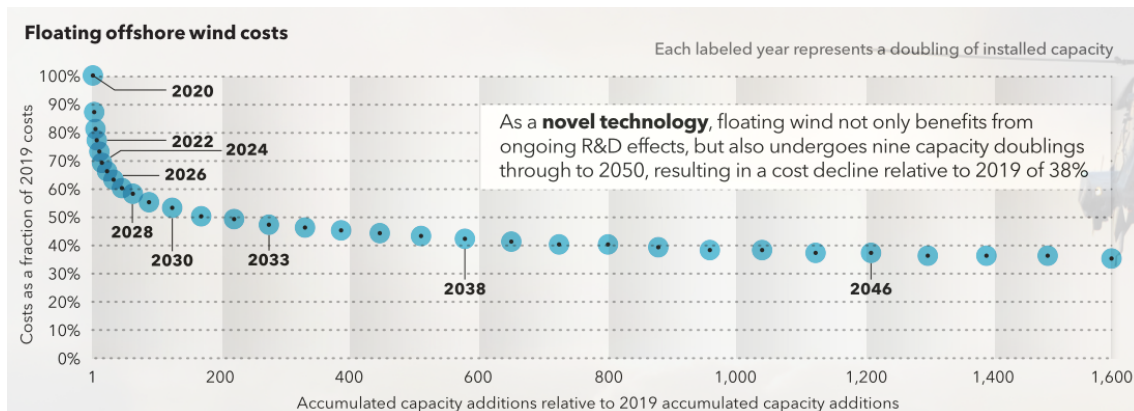 Floating offshore wind costs
Each labeled year represents a doubling of installed capacity
Costs as a fraction of 2019 costs
100%
90%
80%
70%
60%
50%
40%
30%
20%
10%
0%
2020
2022
2024
2026
2028
2030
2033
2038
2046
As a novel technology, floating wind not only benefits from
ongoing R&D effects, but also undergoes nine capacity doublings
through to 2050, resulting in a cost decline relative to 2019 of 38%
1 200 400 600 800 1,000 1,200 1,400 1,600
Accumulated capacity additions relative to 2019 accumulated capacity additions